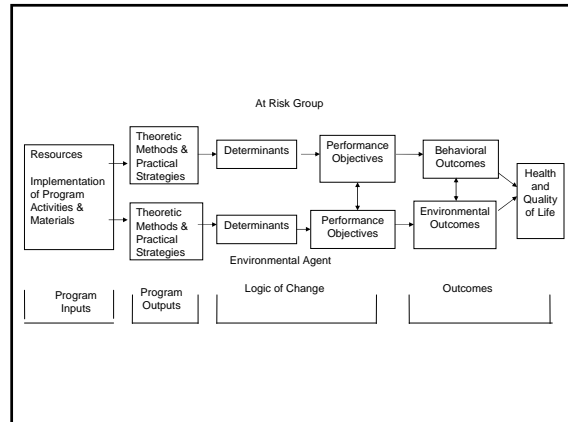 At Risk Group
Resources
Implementation
of Program
Activities &
Materials
Theoretic
Methods &
Practical
Strategies
Determinants
Performance
Objectives
Behavioral
Outcomes
Health
and
Quality
of Life
Theoretic
Methods &
Practical
Strategies
Determinants
Performance
Objectives
Environmental
Outcomes
Environmental Agent
Program
Inputs
Program
Outputs
Logic of Change
Outcomes